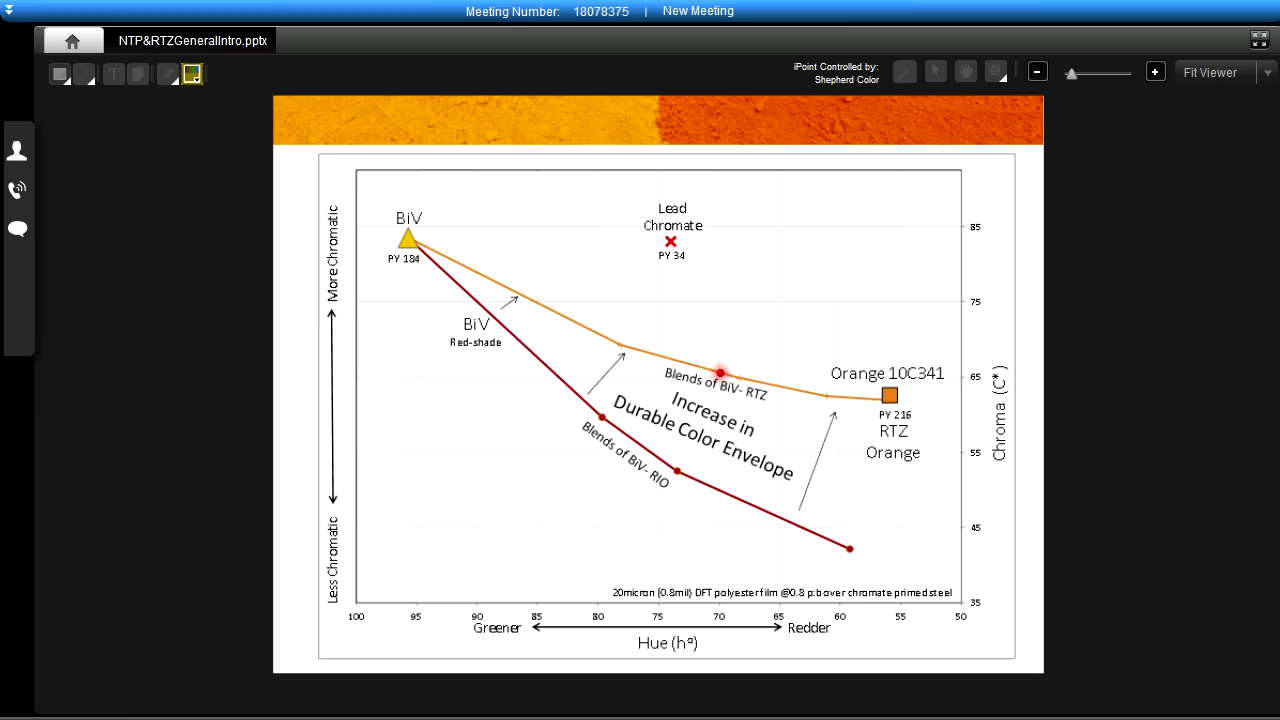 Meeting Number: 18078375 | New Meeting
NTP&RTZGeneralIntro.pptx
T
iPoint Controlled by:
Shepherd Color
Fit Viewer
More Chromatic
Less Chromatic
BiV
PY 184
Lead
Chromate
PY 34
BiV
Red-shade
Blends of BiV- RTZ
Increase in
Durable Color Envelope
Blends of BiV- RIO
Orange 10C341
PY 216
RTZ
Orange
85
75
65
55
45
35
Chroma (C*)
20micron (0.8mil) DFT polyester film @0.8 p:b over chromate primed steel
100 95 90 85 80 75 70 65 60 55 50
Greener Redder
Hue (hº)